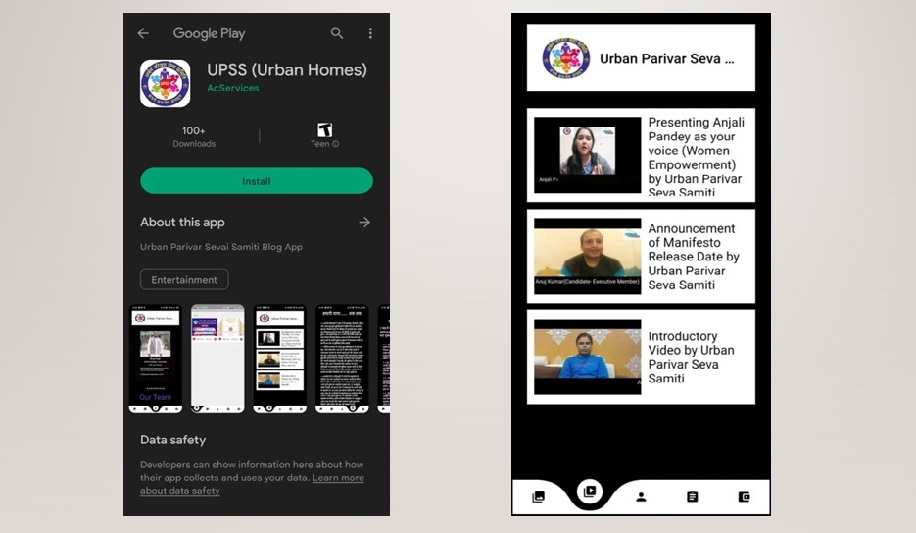 Google Play
UPSS (Urban Homes)
AcServices
100+
Downloads
Teen
Install
About this app
Urban Parivar Sevai Samiti Blog App
Entertainment
Our Team
Data safety
Developers can show information here about how
their app collects and uses your data. Learn more
about data safety
Urban Parivar Seva ...
Presenting Anjali
Pandey as your
voice (Women
Empowerment)
by Urban Parivar
Seva Samiti
Announcement
of Manifesto
Release Date by
Urban Parivar
Seva Samiti
Anuj Kumar(Candidate- Executive Member)
Introductory
Video by Urban
Parivar Seva
Samiti